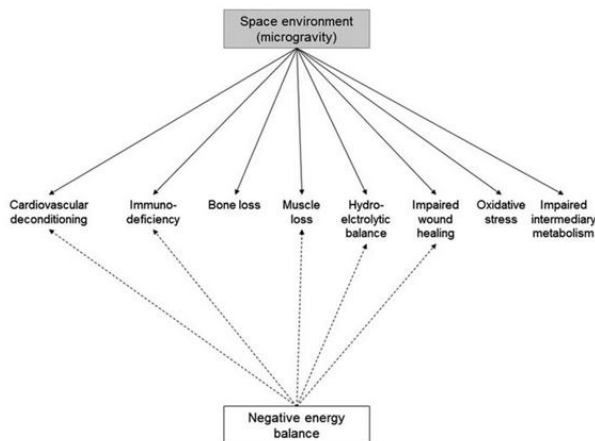 Space environment
(microgravity)
Cardiovascular
deconditioning
Immuno-
deficiency
Bone loss
Muscle
loss
Hydro-
elctrolytic
balance
Impaired
wound
healing
Oxidative
stress
Impaired
intermediary
metabolism
Negative energy
balance